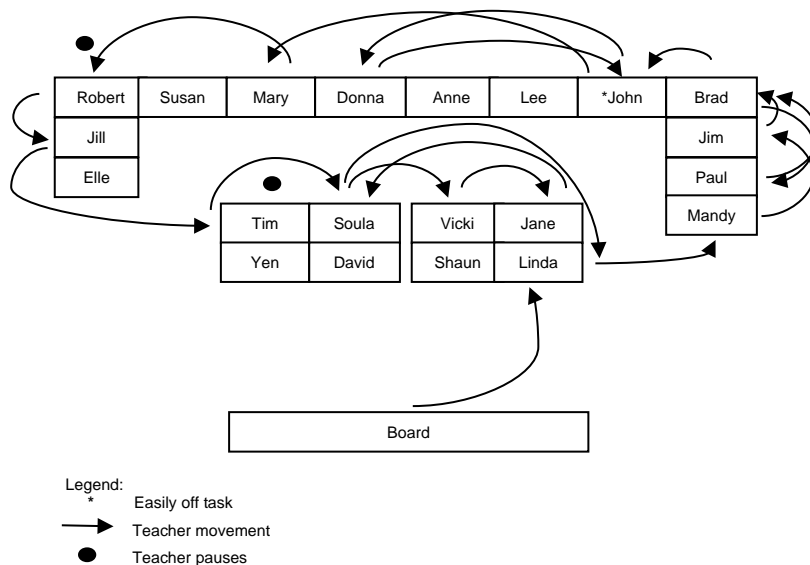 Robert Susan Mary Donna Anne Lee *John Brad
Jill Jim
Elle Paul
Mandy
Tim Soula Vicki Jane
Yen David Shaun Linda
Board
Legend:
* Easily off task
Teacher movement
Teacher pauses